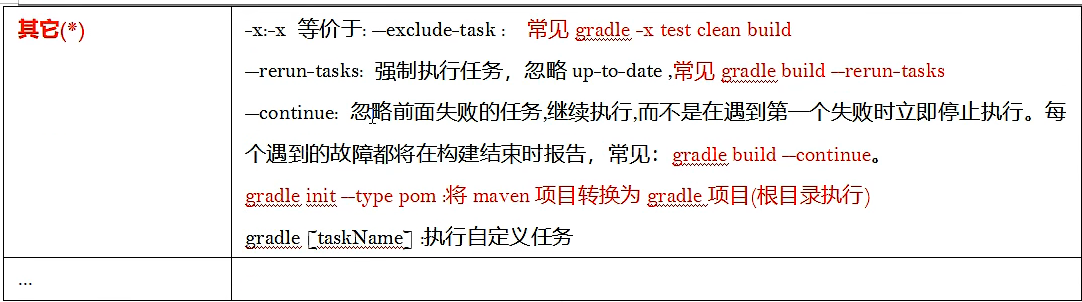 其它(*)
-x:-x 等价于: —exclude-task : 常见 gradle -x test clean build
—rerun-tasks: 强制执行任务，忽略 up-to-date ,常见 gradle build —rerun-tasks
—continue: 忽略前面失败的任务,继续执行,而不是在遇到第一个失败时立即停止执行。每
个遇到的故障都将在构建结束时报告，常见：gradle build —continue。
gradle init —type pom :将 maven 项目转换为 gradle 项目(根目录执行)
gradle [taskName] :执行自定义任务
...